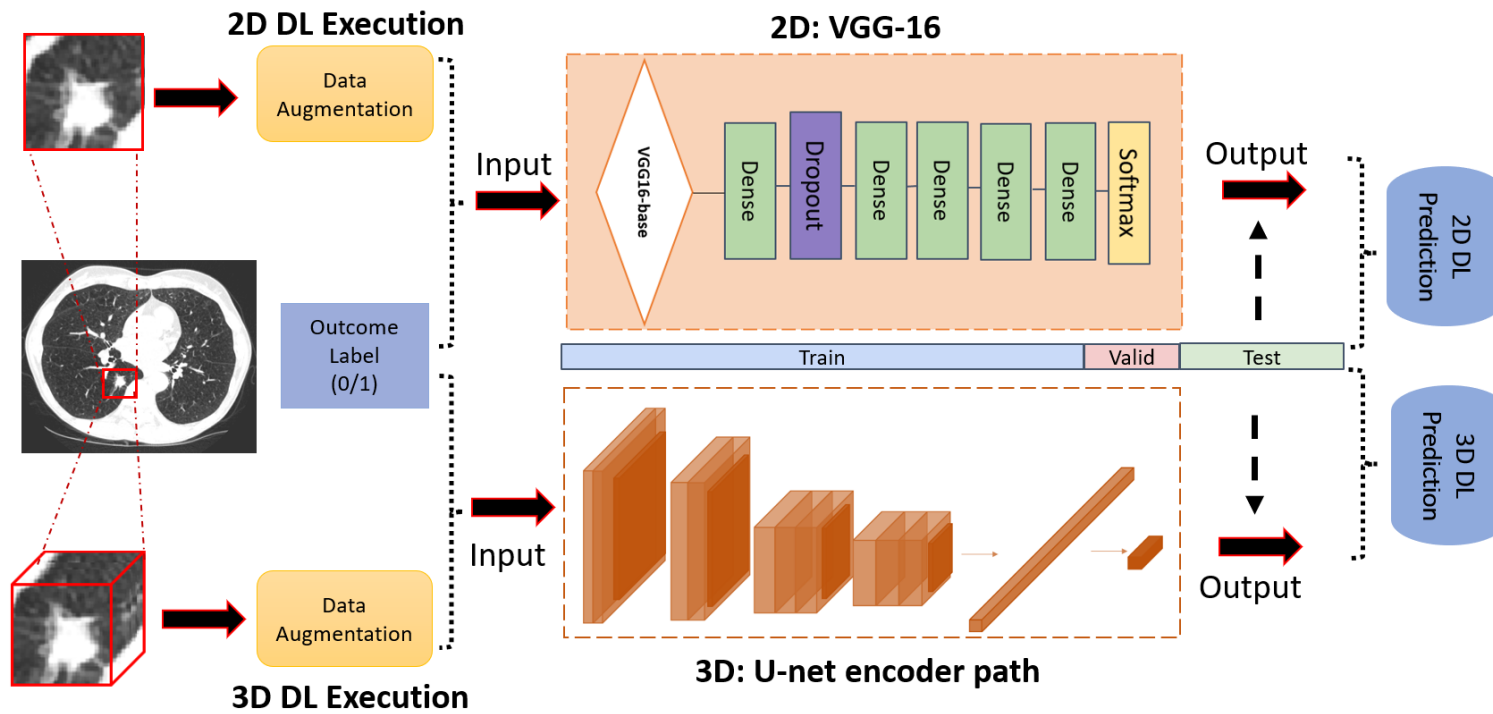 2D DL Execution
2D: VGG-16
Data
Augmentation
Input
VGG16-base
Dense
Dropout
Dense
Dense
Dense
Dense
Softmax
Output
2D DL
Prediction
Outcome
Label
(0/1)
Train
Valid
Test
3D DL
Prediction
Input
Output
Data
Augmentation
3D: U-net encoder path
3D DL Execution